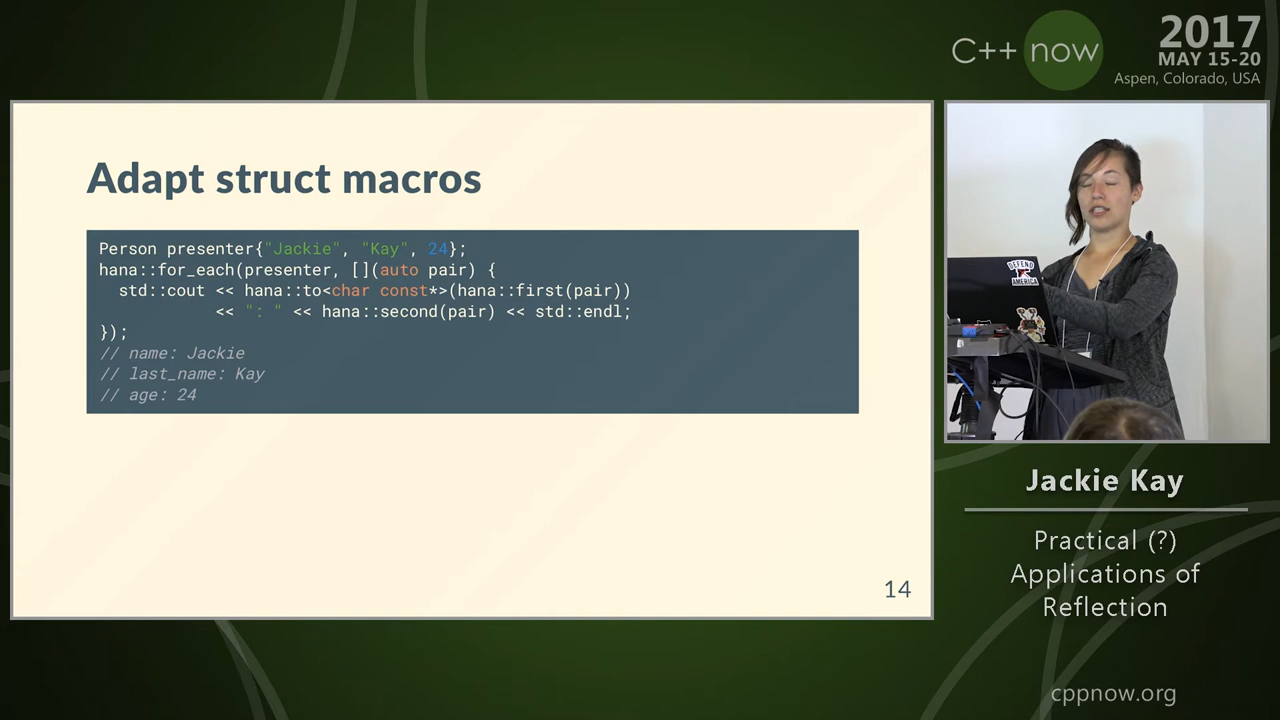 C++ now
2017
MAY 15-20
Aspen, Colorado, USA
Adapt struct macros
Person presenter{"Jackie", "Kay", 24};
hana::for_each(presenter, [](auto pair) {
  std::cout << hana::to<char const*>(hana::first(pair))
            << ": " << hana::second(pair) << std::endl;
});
// name: Jackie
// last_name: Kay
// age: 24
14
DEFEND
AMERICA
Jackie Kay
Practical (?)
Applications of
Reflection
cppnow.org